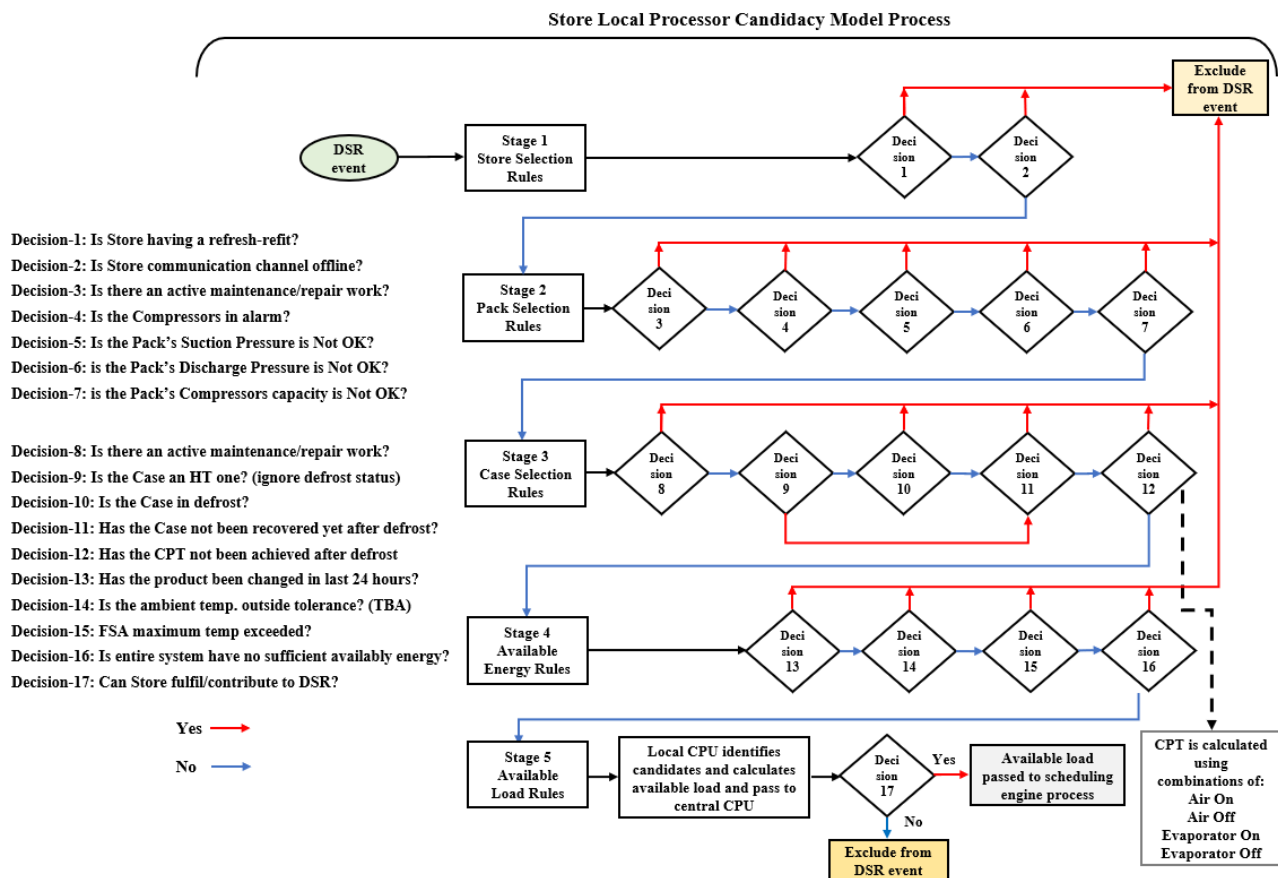 Store Local Processor Candidacy Model Process
Exclude
from DSR
event
DSR
event
Stage 1
Store Selection
Rules
Deci
sion
1
Deci
sion
2
Decision-1: Is Store having a refresh-refit?
Decision-2: Is Store communication channel offline?
Decision-3: Is there an active maintenance/repair work?
Decision-4: Is the Compressors in alarm?
Decision-5: Is the Pack's Suction Pressure is Not OK?
Decision-6: is the Pack's Discharge Pressure is Not OK?
Decision-7: is the Pack's Compressors capacity is Not OK?
Decision-8: Is there an active maintenance/repair work?
Decision-9: Is the Case an HT one? (ignore defrost status)
Decision-10: Is the Case in defrost?
Decision-11: Has the Case not been recovered yet after defrost?
Decision-12: Has the CPT not been achieved after defrost
Decision-13: Has the product been changed in last 24 hours?
Decision-14: Is the ambient temp. outside tolerance? (TBA)
Decision-15: FSA maximum temp exceeded?
Decision-16: Is entire system have no sufficient availably energy?
Decision-17: Can Store fulfil/contribute to DSR?
Yes
No
Stage 2
Pack Selection
Rules
Deci
sion
3
Deci
sion
4
Deci
sion
5
Deci
sion
6
Deci
sion
7
Stage 3
Case Selection
Rules
Deci
sion
8
Deci
sion
9
Deci
sion
10
Deci
sion
11
Deci
sion
12
Stage 4
Available
Energy Rules
Deci
sion
13
Deci
sion
14
Deci
sion
15
Deci
sion
16
Stage 5
Available
Load Rules
Local CPU identifies
candidates and calculates
available load and pass to
central CPU
Deci
sion
17
Yes
No
Available load
passed to scheduling
engine process
Exclude from
DSR event
CPT is calculated
using
combinations of:
Air On
Air Off
Evaporator On
Evaporator Off